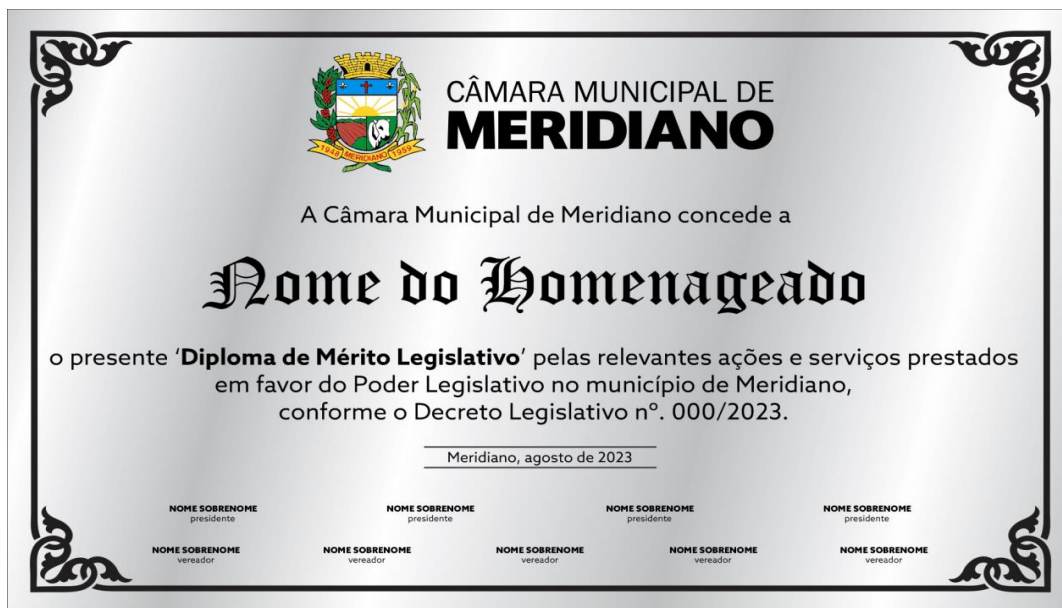 CÂMARA MUNICIPAL DE
MERIDIANO
1948 MERIDIANO 1959
A Câmara Municipal de Meridiano concede a
Nome do Homenageado
o presente ‘Diploma de Mérito Legislativo’ pelas relevantes ações e serviços prestados
em favor do Poder Legislativo no município de Meridiano,
conforme o Decreto Legislativo nº. 000/2023.
Meridiano, agosto de 2023
NOME SOBRENOME NOME SOBRENOME NOME SOBRENOME NOME SOBRENOME
presidente presidente presidente presidente
NOME SOBRENOME NOME SOBRENOME NOME SOBRENOME NOME SOBRENOME NOME SOBRENOME
vereador vereador vereador vereador vereador